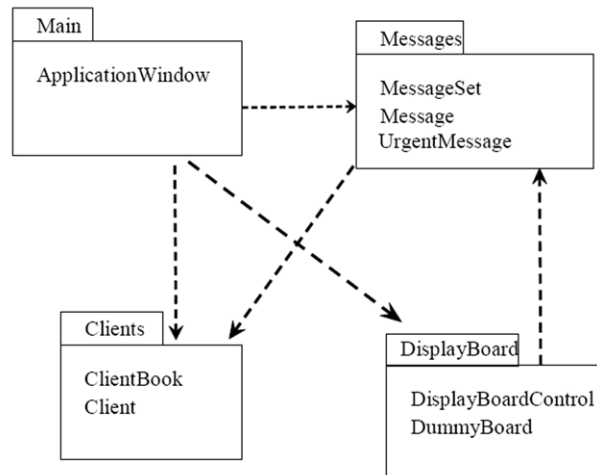 Main
ApplicationWindow
Messages
MessageSet
Message
UrgentMessage
Clients
ClientBook
Client
DisplayBoard
DisplayBoardControl
DummyBoard